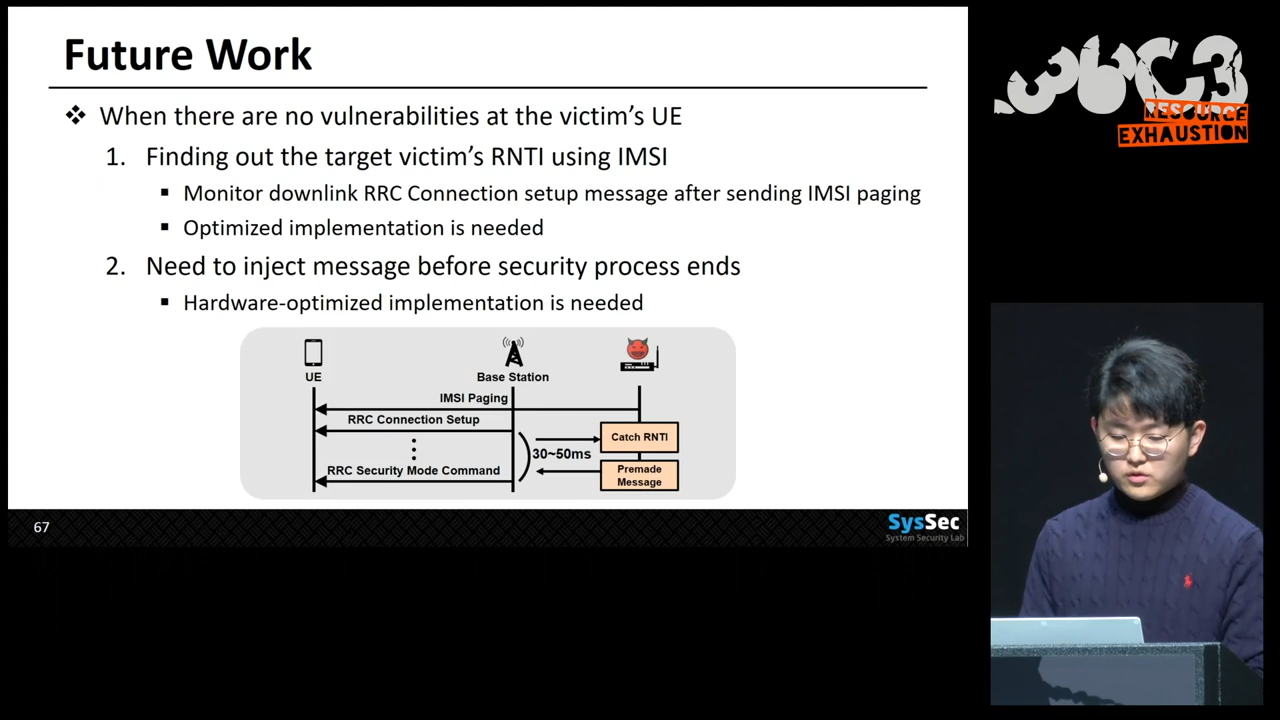 Future Work
❖ When there are no vulnerabilities at the victim's UE
1. Finding out the target victim's RNTI using IMSI
▪ Monitor downlink RRC Connection setup message after sending IMSI paging
▪ Optimized implementation is needed
2. Need to inject message before security process ends
▪ Hardware-optimized implementation is needed
UE
Base Station
IMSI Paging
RRC Connection Setup
Catch RNTI
30~50ms
RRC Security Mode Command
Premade
Message
67
SysSec
System Security Lab
36C3
RESOURCE
EXHAUSTION